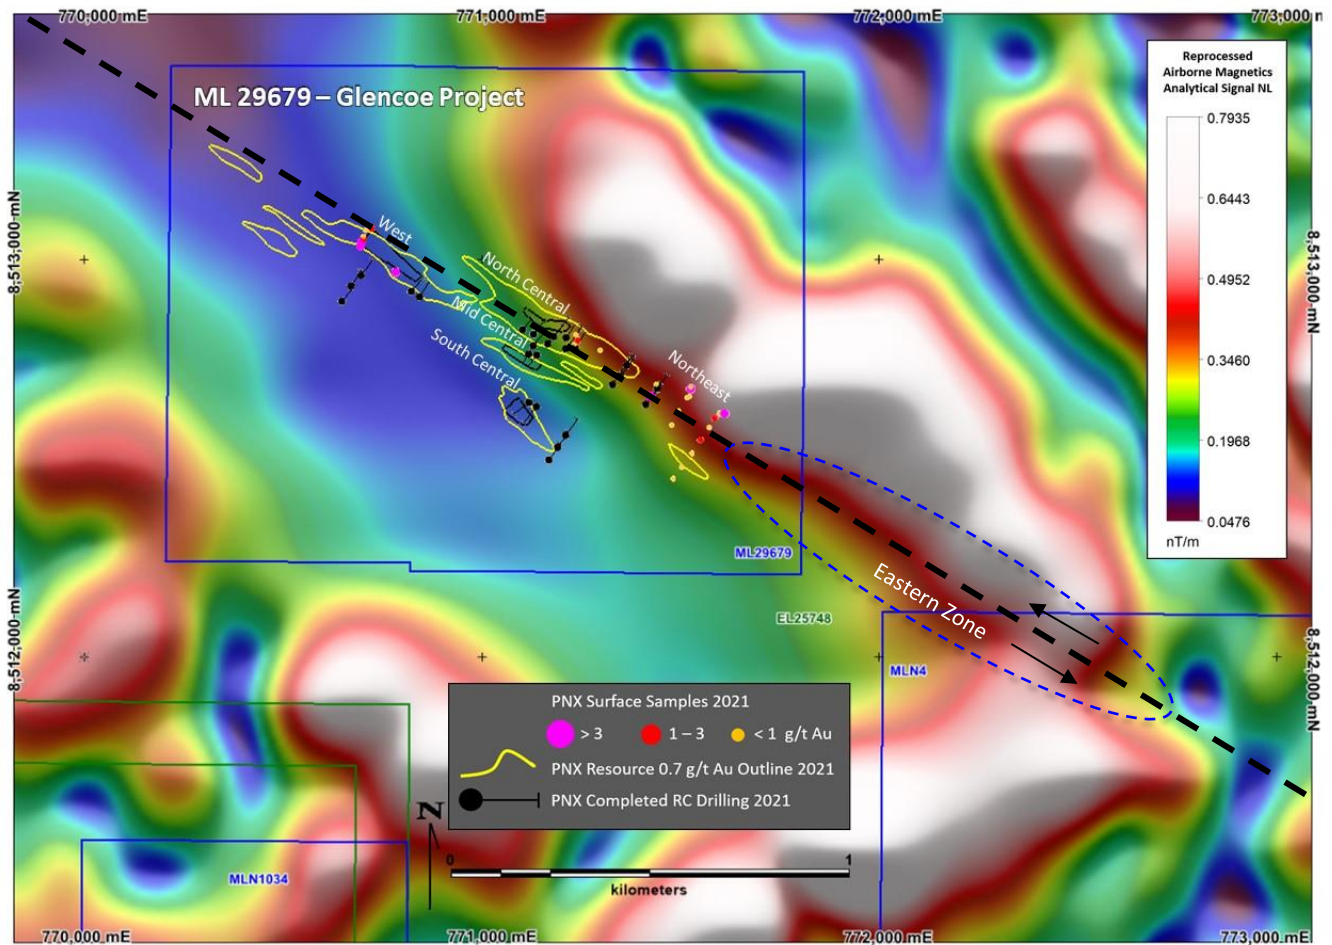 770,000 mE
771,000 mE
772,000 mE
773,000 m
ML 29679 – Glencoe Project
Reprocessed
Airborne Magnetics
Analytical Signal NL
0.7935
0.6443
0.4952
0.3460
0.1968
0.0476
nT/m
8,513,000-mN
8,513,000-mN
West
North Central
Mid Central
South Central
Northeast
ML29679
Eastern Zone
EL25748
MLN4
8,512,000-mN
8,512,000-mN
PNX Surface Samples 2021
> 3
1 – 3
< 1 g/t Au
PNX Resource 0.7 g/t Au Outline 2021
PNX Completed RC Drilling 2021
N
0
1
kilometers
MLN1034
770,000 mE
771,000 mE
772,000 mE
773,000 mE